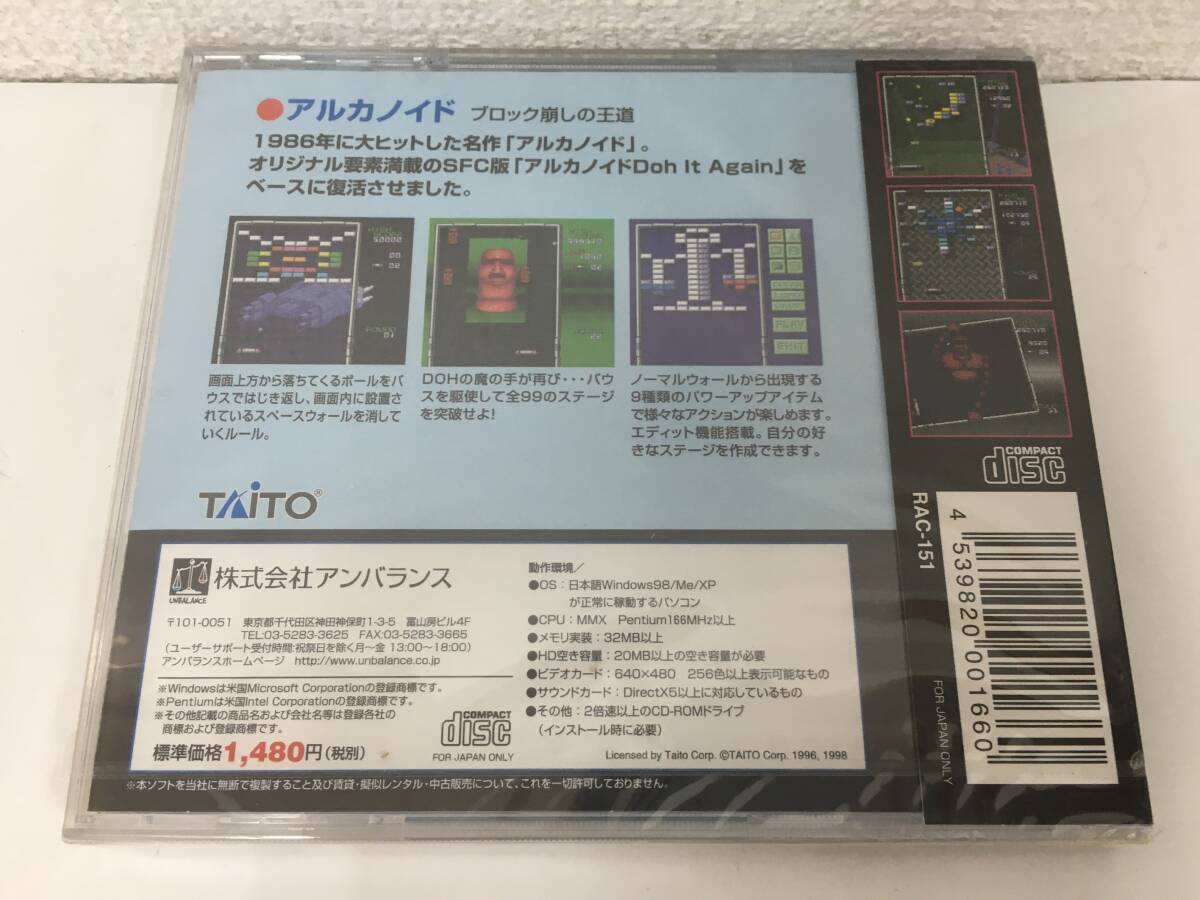 ●アルカノイド ブロック崩しの王道
1986年に大ヒットした名作「アルカノイド」。
オリジナル要素満載のSFC版「アルカノイドDoh It Again」を
ベースに復活させました。
画面上方から落ちてくるボールをバ
ウスではじき返し、画面内に設置さ
れているスペースウォールを消して
いくルール。
DOHの魔の手が再び・・・バウ
スを駆使して全99のステージ
を突破せよ!
PLAY
EXIT
ノーマルウォールから出現する
9種類のパワーアップアイテム
で様々なアクションが楽しめます。
エディット機能搭載。自分の好
きなステージを作成できます。
TAITO®
UNBALANCE
株式会社アンバランス
〒101-0051 東京都千代田区神田神保町1-3-5 冨山房ビル4F
TEL:03-5283-3625 FAX:03-5283-3665
(ユーザーサポート受付時間:祝祭日を除く月〜金 13:00〜18:00)
アンバランスホームページ http://www.unbalance.co.jp
※Windowsは米国Microsoft Corporationの登録商標です。
※Pentiumは米国Intel Corporationの登録商標です。
※その他記載の商品名および会社名等は登録各社の
商標および登録商標です。
標準価格1,480円(税別)
COMPACT
disc
FOR JAPAN ONLY
動作環境/
●OS:日本語Windows98/Me/XP
が正常に稼動するパソコン
●CPU:MMX Pentium166MHz以上
●メモリ実装:32MB以上
●HD空き容量:20MB以上の空き容量が必要
●ビデオカード:640×480 256色以上表示可能なもの
●サウンドカード:DirectX5以上に対応しているもの
●その他:2倍速以上のCD-ROMドライブ
(インストール時に必要)
Licensed by Taito Corp. ©TAITO Corp. 1996, 1998
※本ソフトを当社に無断で複製すること及び賃貸・擬似レンタル・中古販売について、これを一切許可しておりません。
COMPACT
disc
RAC-151
4 539820 001660
FOR JAPAN ONLY